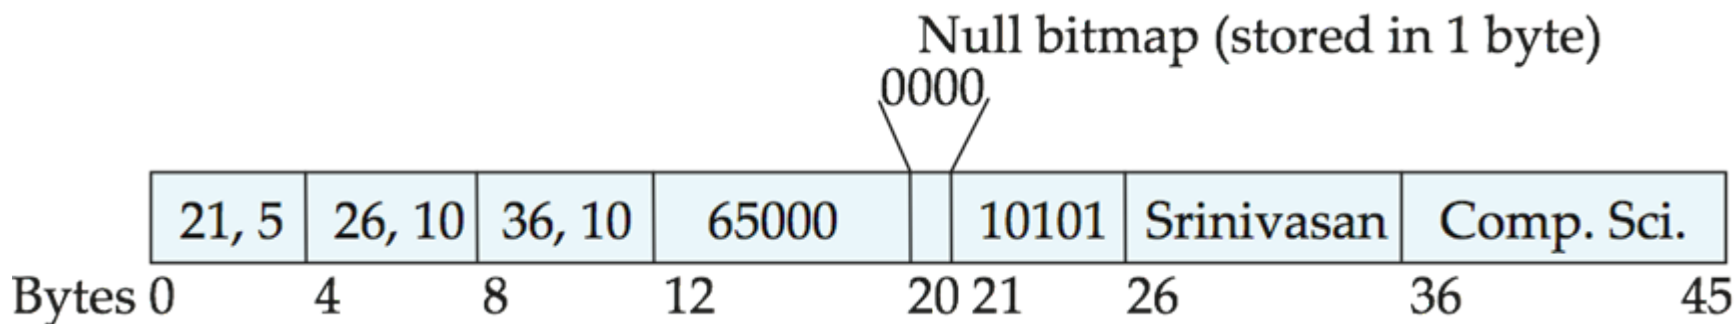 Null bitmap (stored in 1 byte)
0000
21, 5 26, 10 36, 10 65000 10101 Srinivasan Comp. Sci.
Bytes 0 4 8 12 20 21 26 36 45